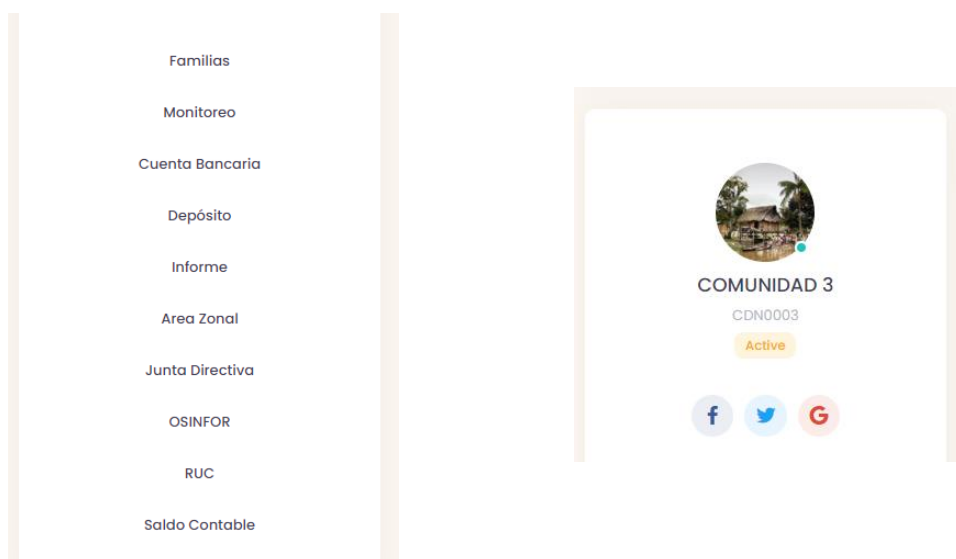 Familias
Monitoreo
Cuenta Bancaria
Depósito
Informe
Area Zonal
Junta Directiva
OSINFOR
RUC
Saldo Contable
COMUNIDAD 3
CDN0003
Active